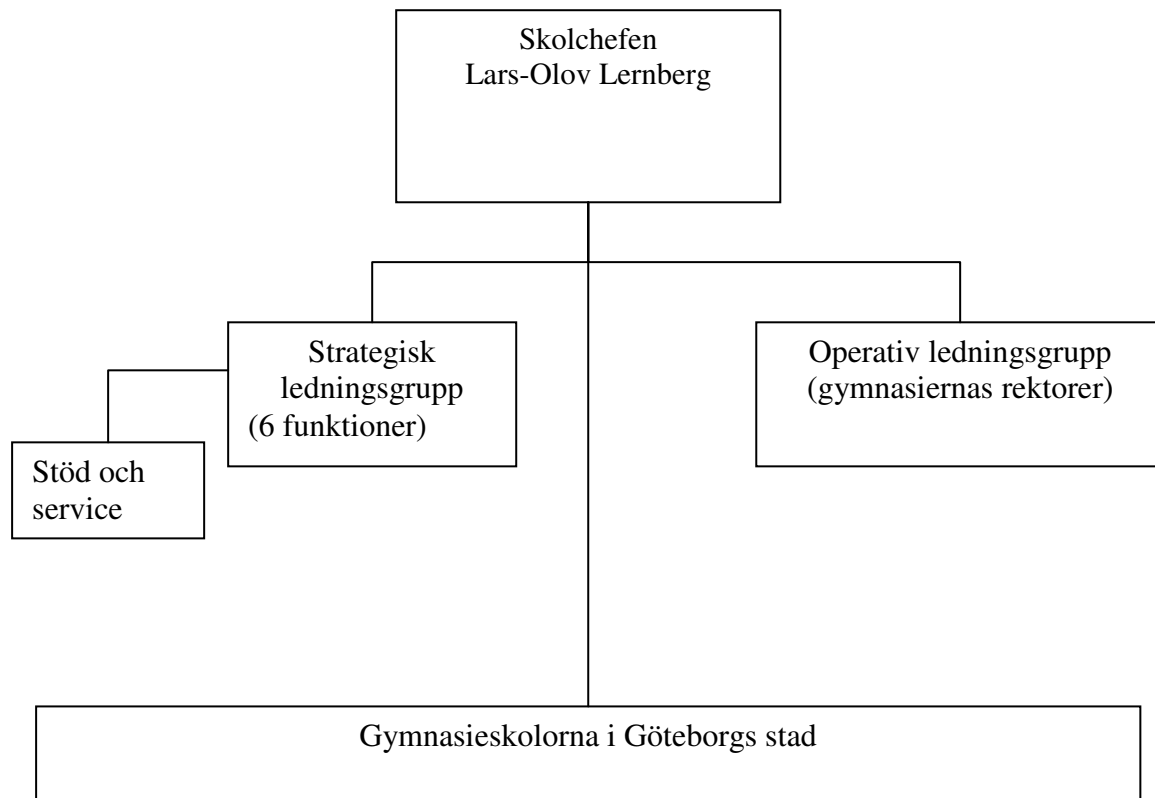 Skolchefen
Lars-Olov Lernberg
Strategisk
ledningsgrupp
(6 funktioner)
Operativ ledningsgrupp
(gymnasiernas rektorer)
Stöd och
service
Gymnasieskolorna i Göteborgs stad